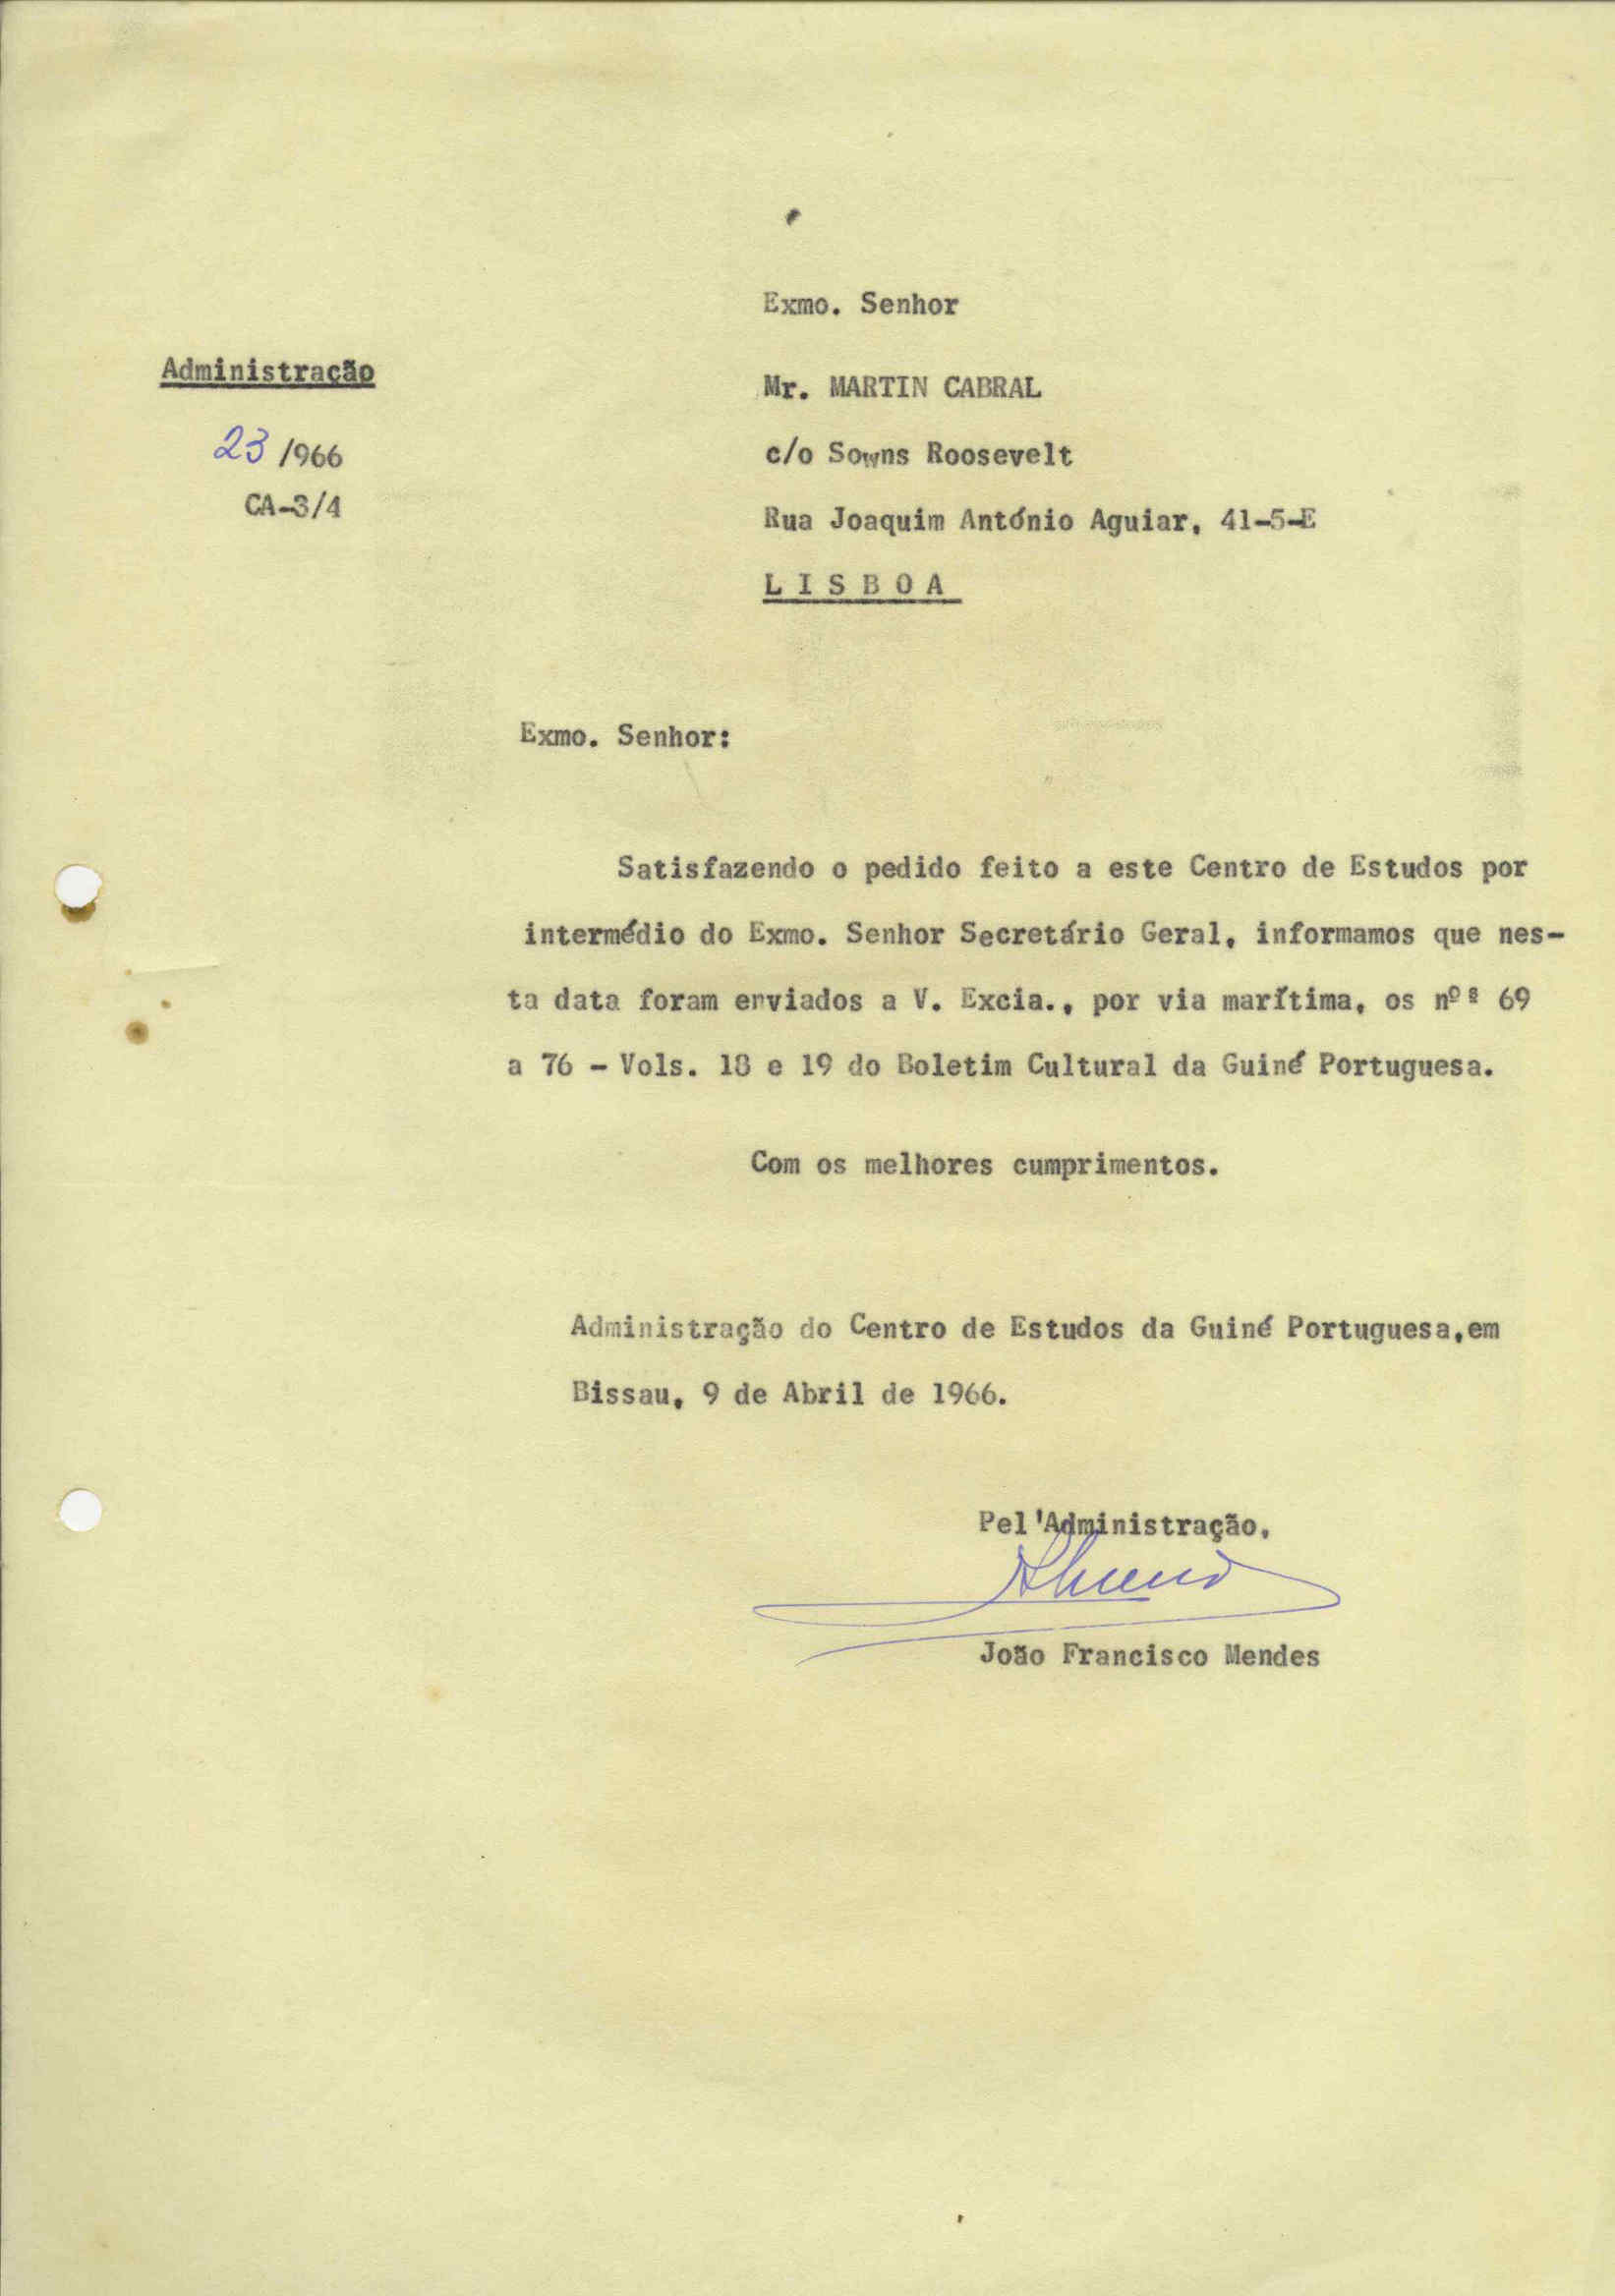 Exmo. Senhor
Administração
Mr. MARTIN CABRAL
23 /966
c/o Sowns Roosevelt
CA-3/4
Rua Joaquim António Aguiar, 41-5-E
L I S B O A
Exmo. Senhor:
Satisfazendo o pedido feito a este Centro de Estudos por
intermédio do Exmo. Senhor Secretário Geral, informamos que nes-
ta data foram enviados a V. Excia., por via marítima, os nºs 69
a 76 - Vols. 18 e 19 do Boletim Cultural da Guiné Portuguesa.
Com os melhores cumprimentos.
Administração do Centro de Estudos da Guiné Portuguesa,em
Bissau, 9 de Abril de 1966.
Pel'Administração,
João Francisco Mendes